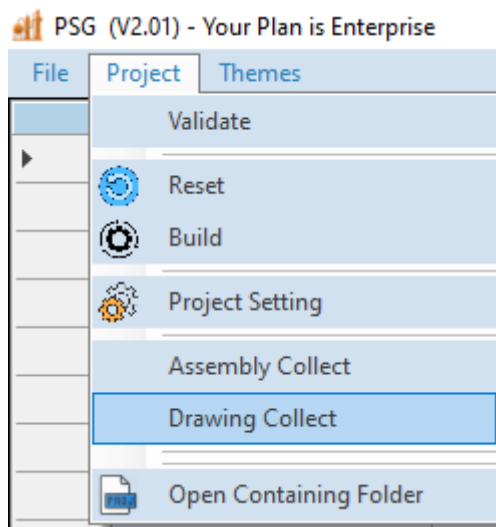 PSG (V2.01) - Your Plan is Enterprise
File Project Themes
Validate
Reset
Build
Project Setting
Assembly Collect
Drawing Collect
Open Containing Folder